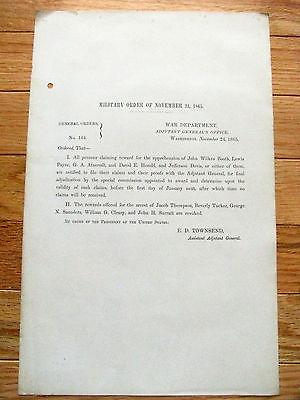 MILITARY ORDER OF NOVEMBER 24, 1865.
GENERAL ORDERS,
No. 164.
WAR DEPARTMENT,
ADJUTANT GENERAL'S OFFICE,
WASHINGTON, November 24, 1865.
Ordered, That—
I. All persons claiming reward for the apprehension of John Wilkes Booth, Lewis
Payne, G. A. Atzerodt, and David E. Herold, and Jefferson Davis, or either of them,
are notified to file their claims and their proofs with the Adjutant General, for final
adjudication by the special commission appointed to award and determine upon the
validity of such claims, before the first day of January next, after which time no
claims will be received.
II. The rewards offered for the arrest of Jacob Thompson, Beverly Tucker, George
N. Saunders, William G. Cleary, and John H. Surratt are revoked.
BY ORDER OF THE PRESIDENT OF THE UNITED STATES:
E. D. TOWNSEND,
Assistant Adjutant General.